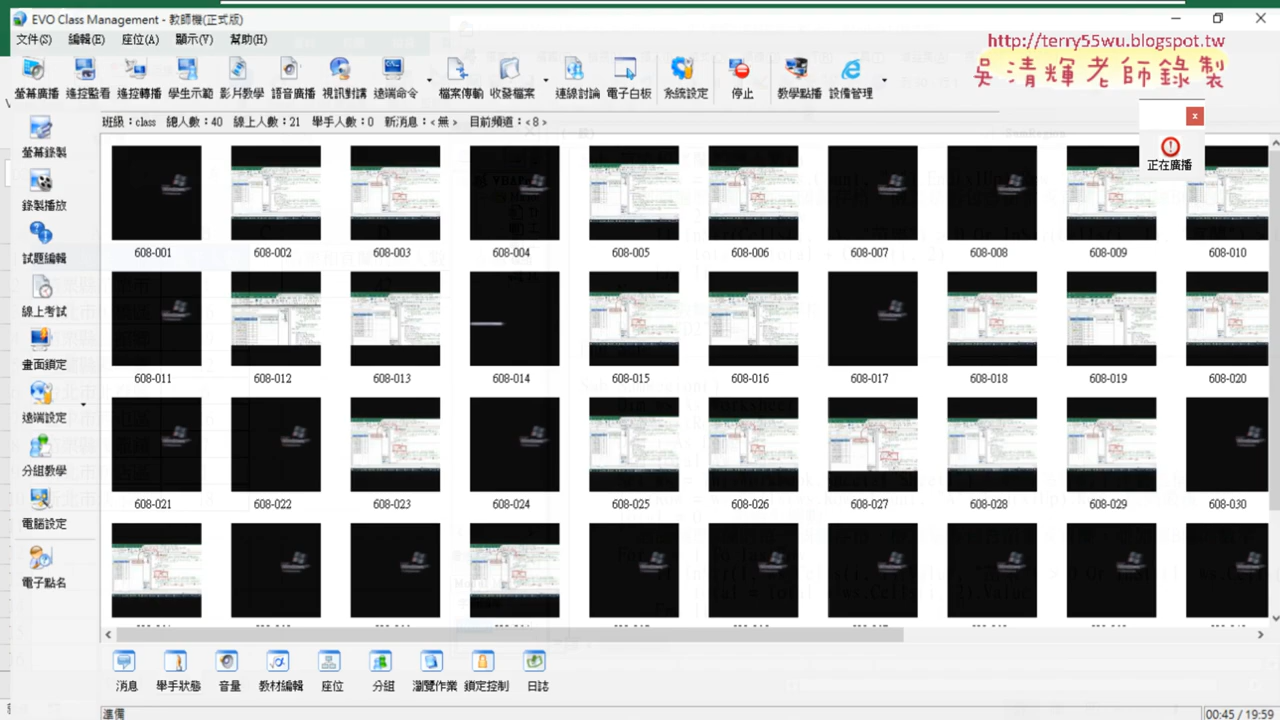 EVO Class Management - 教師機(正式版)
文件(S) 編輯(E) 座位(A) 顯示(V) 幫助(H)
http://terry55wu.blogspot.tw
吳清輝老師錄製
螢幕廣播 遙控監看 遙控轉播 學生示範 影片教學 語音廣播 視訊對講 遠端命令 檔案傳輸 收發檔案 連線討論 電子白板 系統設定 停止 教學點播 設備管理
班級：class 總人數：40 線上人數：21 舉手人數：0 新消息：< 無 > 目前頻道：< 8 >
正在廣播
螢幕錄製
錄製播放
試題編輯
線上考試
畫面鎖定
遠端設定
分組教學
電腦設定
電子點名
608-001 608-002 608-003 608-004 608-005 608-006 608-007 608-008 608-009 608-010
608-011 608-012 608-013 608-014 608-015 608-016 608-017 608-018 608-019 608-020
608-021 608-022 608-023 608-024 608-025 608-026 608-027 608-028 608-029 608-030
消息 舉手狀態 音量 教材編輯 座位 分組 瀏覽作業 鎖定控制 日誌
準備
00:45 / 19:59